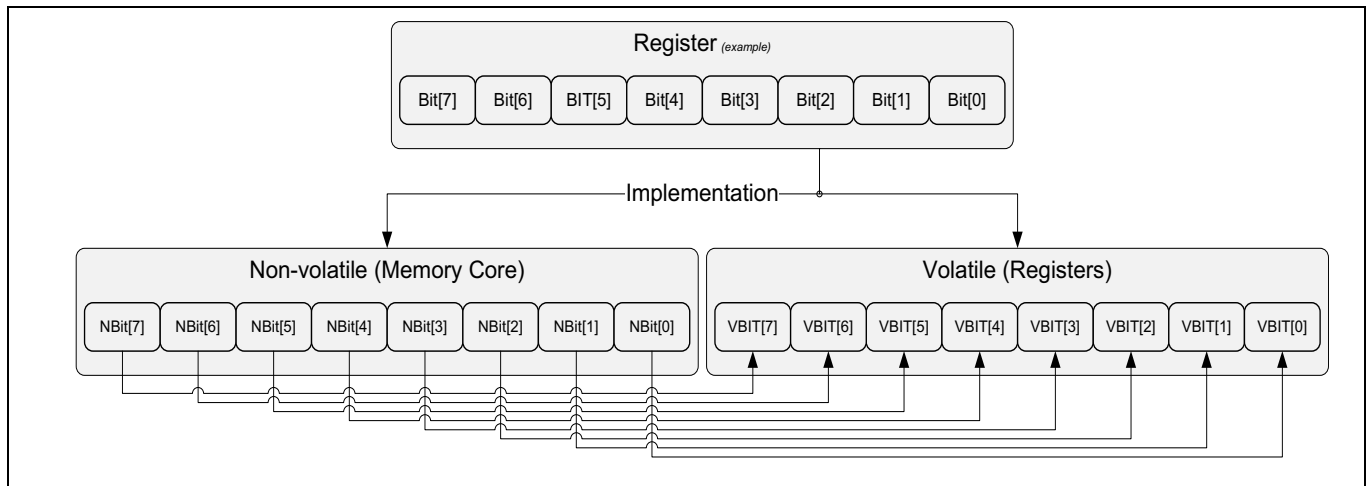 Register (example)
Bit[7] Bit[6] BIT[5] Bit[4] Bit[3] Bit[2] Bit[1] Bit[0]
Implementation
Non-volatile (Memory Core) Volatile (Registers)
NBit[7] NBit[6] NBit[5] NBit[4] NBit[3] NBit[2] NBit[1] NBit[0] VBIT[7] VBIT[6] VBIT[5] VBIT[4] VBIT[3] VBIT[2] VBIT[1] VBIT[0]